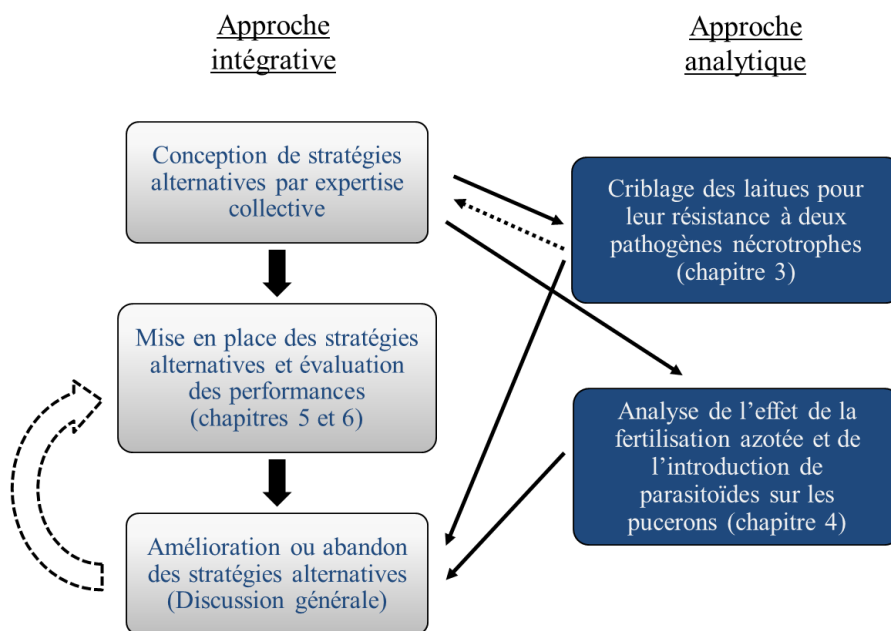 Approche
intégrative
Conception de stratégies
alternatives par expertise
collective
Mise en place des stratégies
alternatives et évaluation
des performances
(chapitres 5 et 6)
Amélioration ou abandon
des stratégies alternatives
(Discussion générale)
Approche
analytique
Criblage des laitues pour
leur résistance à deux
pathogènes nécrotrophes
(chapitre 3)
Analyse de l’effet de la
fertilisation azotée et de
l’introduction de
parasitoïdes sur les
pucerons (chapitre 4)